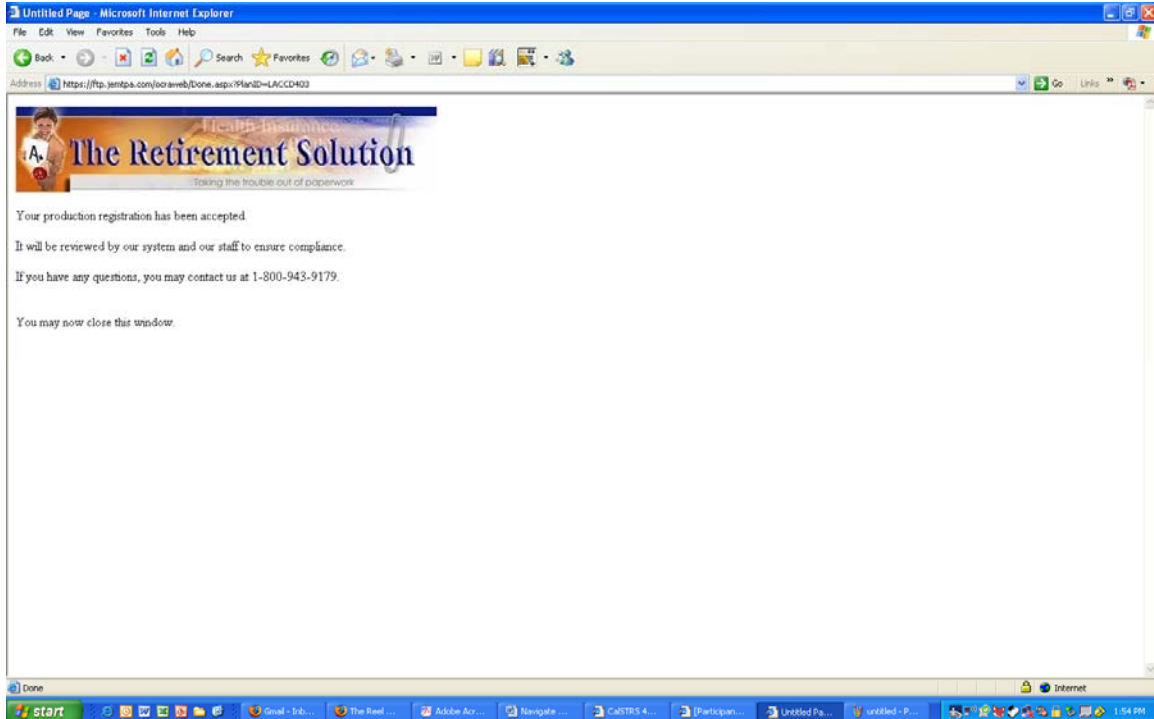 Untitled Page - Microsoft Internet Explorer
File Edit View Favorites Tools Help
Back Search Favorites
Address https://ftp.jemtpa.com/ocraweb/Done.aspx?PlanID=LACCD403 Go Links
Health Insurance
A+
The Retirement Solution
Taking the trouble out of paperwork
Your production registration has been accepted.
It will be reviewed by our system and our staff to ensure compliance.
If you have any questions, you may contact us at 1-800-943-9179.
You may now close this window.
Done Internet
start Gmail - Inb... The Reel ... Adobe Acr... Navigate ... CalSTRS 4... [Participan... Untitled Pa... untitled - P... 1:54 PM